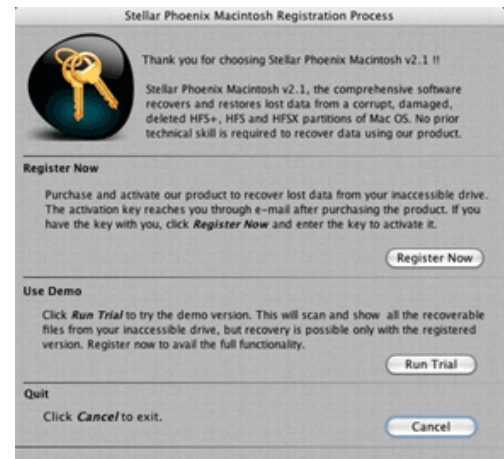 Stellar Phoenix Macintosh Registration Process
Thank you for choosing Stellar Phoenix Macintosh v2.1 !!
Stellar Phoenix Macintosh v2.1, the comprehensive software
recovers and restores lost data from a corrupt, damaged,
deleted HFS+, HFS and HFSX partitions of Mac OS. No prior
technical skill is required to recover data using our product.
Register Now
Purchase and activate our product to recover lost data from your inaccessible drive.
The activation key reaches you through e-mail after purchasing the product. If you
have the key with you, click Register Now and enter the key to activate it.
Register Now
Use Demo
Click Run Trial to try the demo version. This will scan and show all the recoverable
files from your inaccessible drive, but recovery is possible only with the registered
version. Register now to avail the full functionality.
Run Trial
Quit
Click Cancel to exit.
Cancel